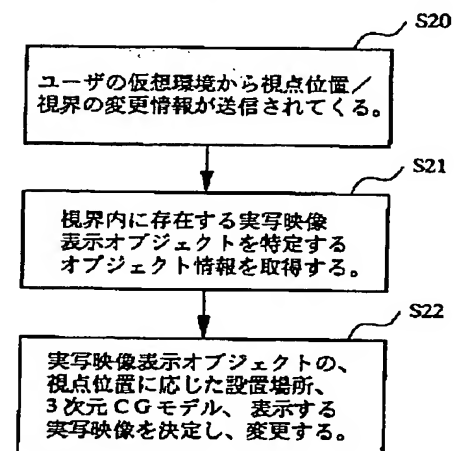 S20
ユーザの仮想環境から視点位置／
視界の変更情報が送信されてくる。
S21
視界内に存在する実写映像
表示オブジェクトを特定する
オブジェクト情報を取得する。
S22
実写映像表示オブジェクトの、
視点位置に応じた設置場所、
3次元CGモデル、表示する
実写映像を決定し、変更する。